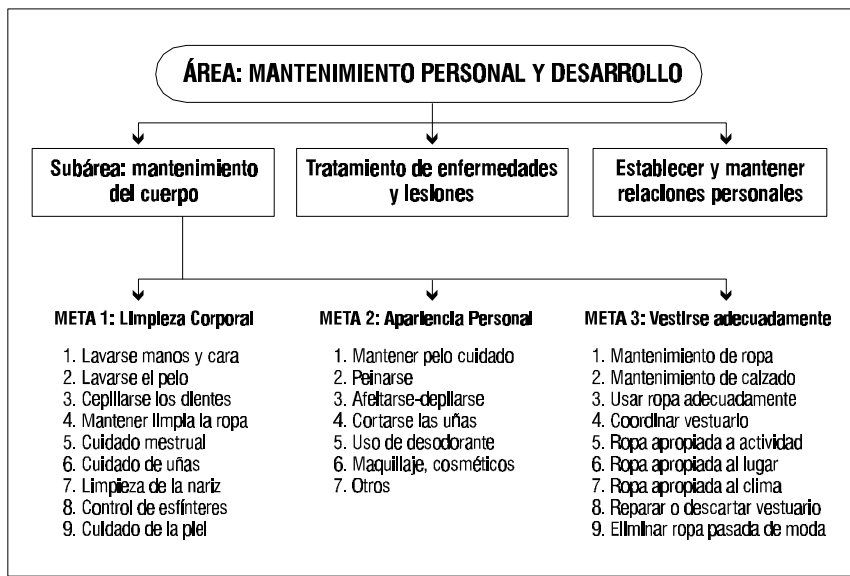 ÁREA: MANTENIMIENTO PERSONAL Y DESARROLLO
Subárea: mantenimiento
del cuerpo
Tratamiento de enfermedades
y lesiones
Establecer y mantener
relaciones personales
META 1: Limpieza Corporal
1. Lavarse manos y cara
2. Lavarse el pelo
3. Cepillarse los dientes
4. Mantener limpia la ropa
5. Cuidado mestrual
6. Cuidado de uñas
7. Limpieza de la nariz
8. Control de esfínteres
9. Cuidado de la piel
META 2: Apariencia Personal
1. Mantener pelo cuidado
2. Peinarse
3. Afeitarse-depilarse
4. Cortarse las uñas
5. Uso de desodorante
6. Maquillaje, cosméticos
7. Otros
META 3: Vestirse adecuadamente
1. Mantenimiento de ropa
2. Mantenimiento de calzado
3. Usar ropa adecuadamente
4. Coordinar vestuario
5. Ropa apropiada a actividad
6. Ropa apropiada al lugar
7. Ropa apropiada al clima
8. Reparar o descartar vestuario
9. Eliminar ropa pasada de moda